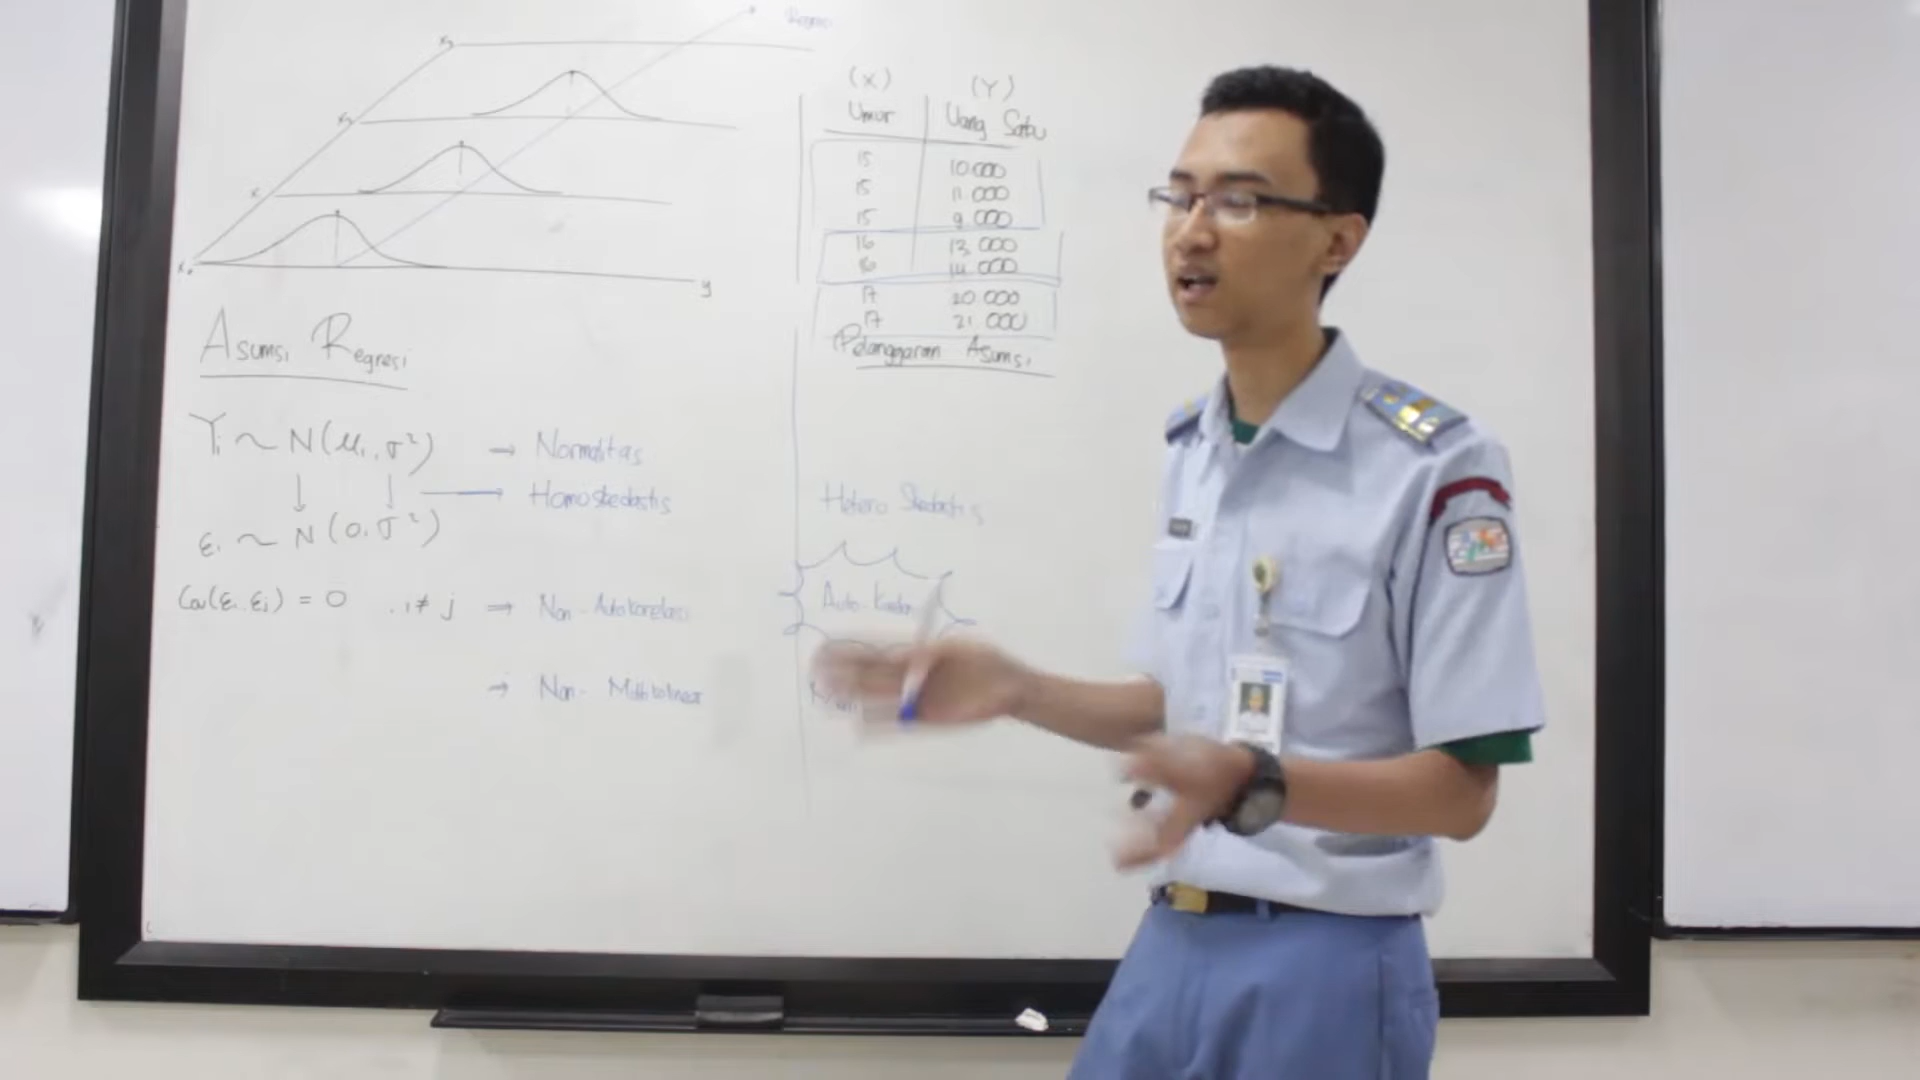 Regresi
y
(X) (Y)
Umur Uang Saku
15 10.000
15 11.000
15 9.000
16 13.000
16 14.000
17 20.000
17 21.000
Pelanggaran Asumsi
Asumsi Regresi
Yi ~ N(μi, σ²) → Normalitas
→ Homoskedastis
εi ~ N(0, σ²)
Cov(εi, εj) = 0 , i ≠ j → Non-Autokorelasi
→ Non-Multikolinear
Hetero Skedastis
Auto-